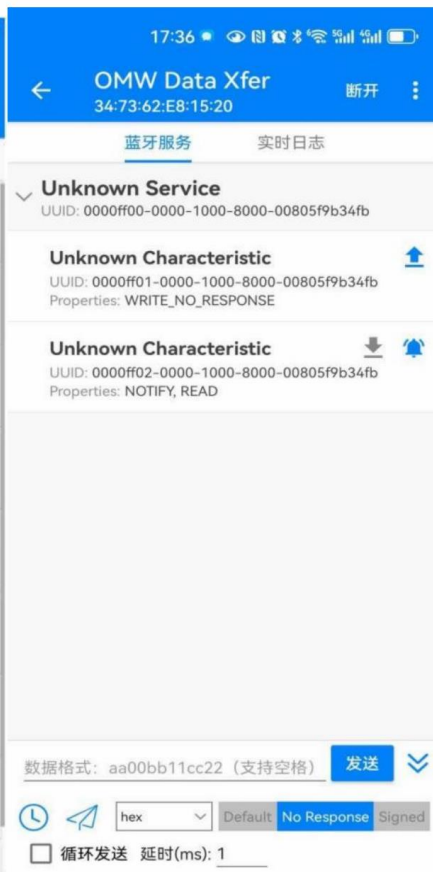 17:36
OMW Data Xfer
34:73:62:E8:15:20
断开
蓝牙服务 实时日志
Unknown Service
UUID: 0000ff00-0000-1000-8000-00805f9b34fb
Unknown Characteristic
UUID: 0000ff01-0000-1000-8000-00805f9b34fb
Properties: WRITE_NO_RESPONSE
Unknown Characteristic
UUID: 0000ff02-0000-1000-8000-00805f9b34fb
Properties: NOTIFY, READ
数据格式: aa00bb11cc22（支持空格） 发送
hex Default No Response Signed
循环发送 延时(ms): 1